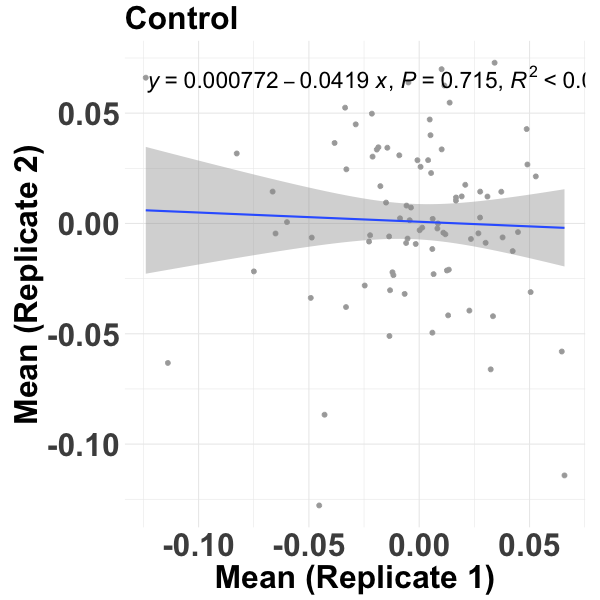 Control
y = 0.000772 − 0.0419 x, P = 0.715, R² < 0.0
Mean (Replicate 2)
0.05
0.00
-0.05
-0.10
-0.10 -0.05 0.00 0.05
Mean (Replicate 1)